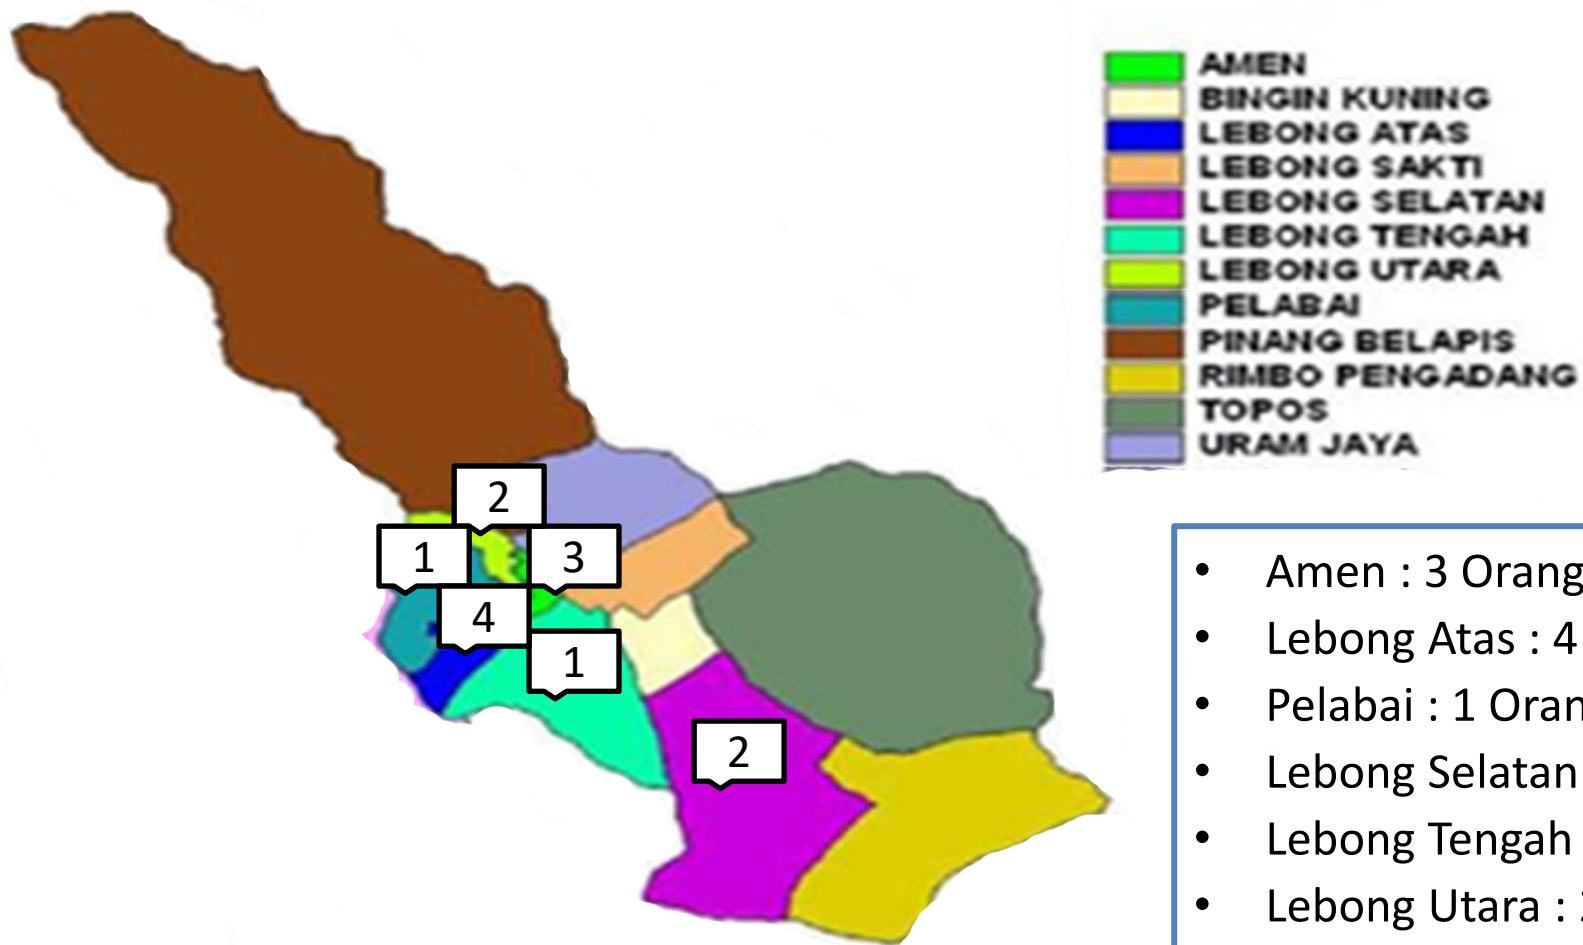 AMEN
BINGIN KUNING
LEBONG ATAS
LEBONG SAKTI
LEBONG SELATAN
LEBONG TENGAH
LEBONG UTARA
PELABAI
PINANG BELAPIS
RIMBO PENGADANG
TOPOS
URAM JAYA
2
1
3
4
1
2
• Amen : 3 Orang
• Lebong Atas : 4
• Pelabai : 1 Oran
• Lebong Selatan
• Lebong Tengah
• Lebong Utara :